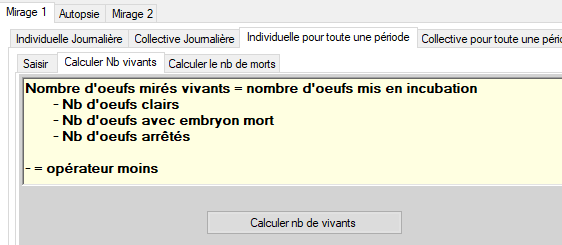 Mirage 1 Autopsie Mirage 2
Individuelle Journalière Collective Journalière Individuelle pour toute une période Collective pour toute une péri
Saisir Calculer Nb vivants Calculer le nb de morts
Nombre d'oeufs mirés vivants = nombre d'oeufs mis en incubation
- Nb d'oeufs clairs
- Nb d'oeufs avec embryon mort
- Nb d'oeufs arrêtés
- = opérateur moins
Calculer nb de vivants